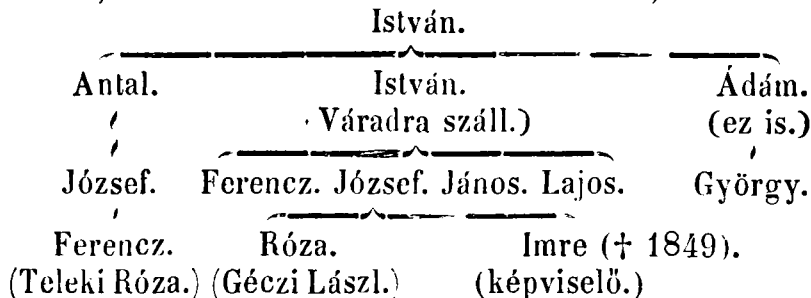 István.
Antal. István. Ádám.
Váradra száll.) (ez is.)
József. Ferencz. József. János. Lajos. György.
Ferencz. Róza. Imre († 1849).
(Teleki Róza.) (Géczi Lászl.) (képviselő.)